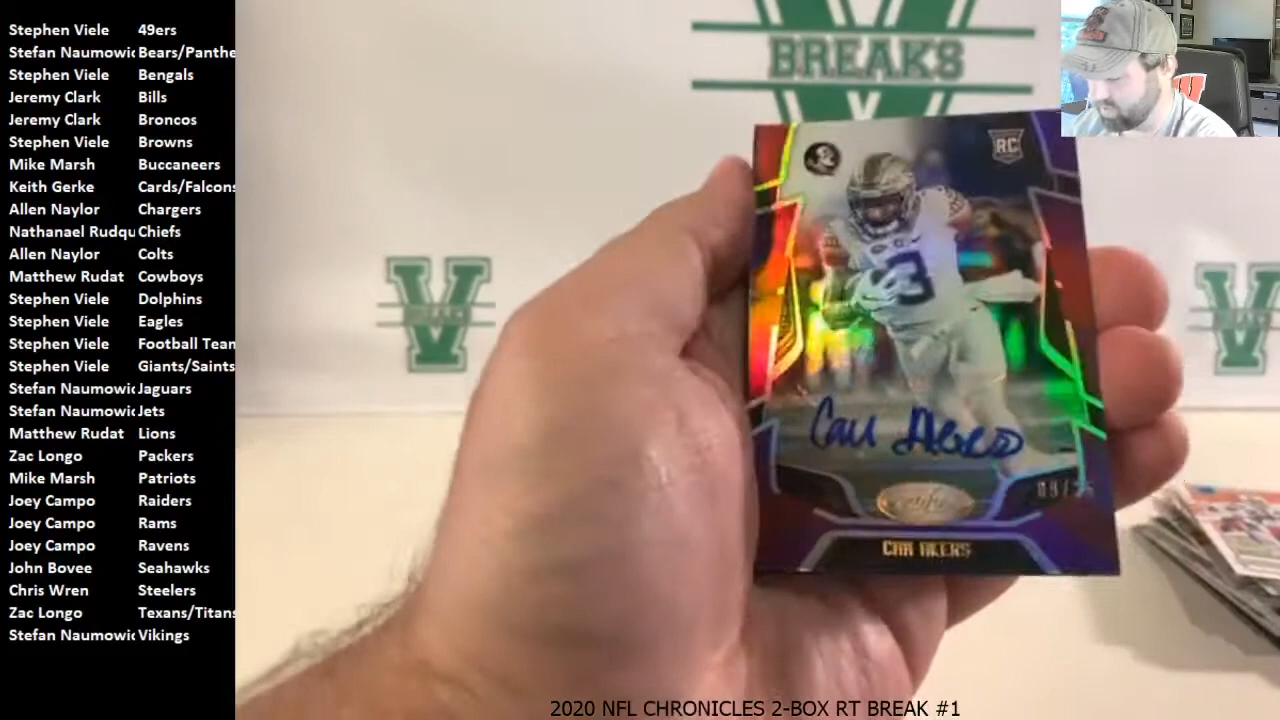 Stephen Viele 49ers
Stefan Naumowic Bears/Panthe
Stephen Viele Bengals
Jeremy Clark Bills
Jeremy Clark Broncos
Stephen Viele Browns
Mike Marsh Buccaneers
Keith Gerke Cards/Falcons
Allen Naylor Chargers
Nathanael Rudqu Chiefs
Allen Naylor Colts
Matthew Rudat Cowboys
Stephen Viele Dolphins
Stephen Viele Eagles
Stephen Viele Football Team
Stephen Viele Giants/Saints
Stefan Naumowic Jaguars
Stefan Naumowic Jets
Matthew Rudat Lions
Zac Longo Packers
Mike Marsh Patriots
Joey Campo Raiders
Joey Campo Rams
Joey Campo Ravens
John Bovee Seahawks
Chris Wren Steelers
Zac Longo Texans/Titans
Stefan Naumowic Vikings
V
BREAKS
RC
3
Cam Akers
CAM AKERS
V
BREAKS
V
2020 NFL CHRONICLES 2-BOX RT BREAK #1